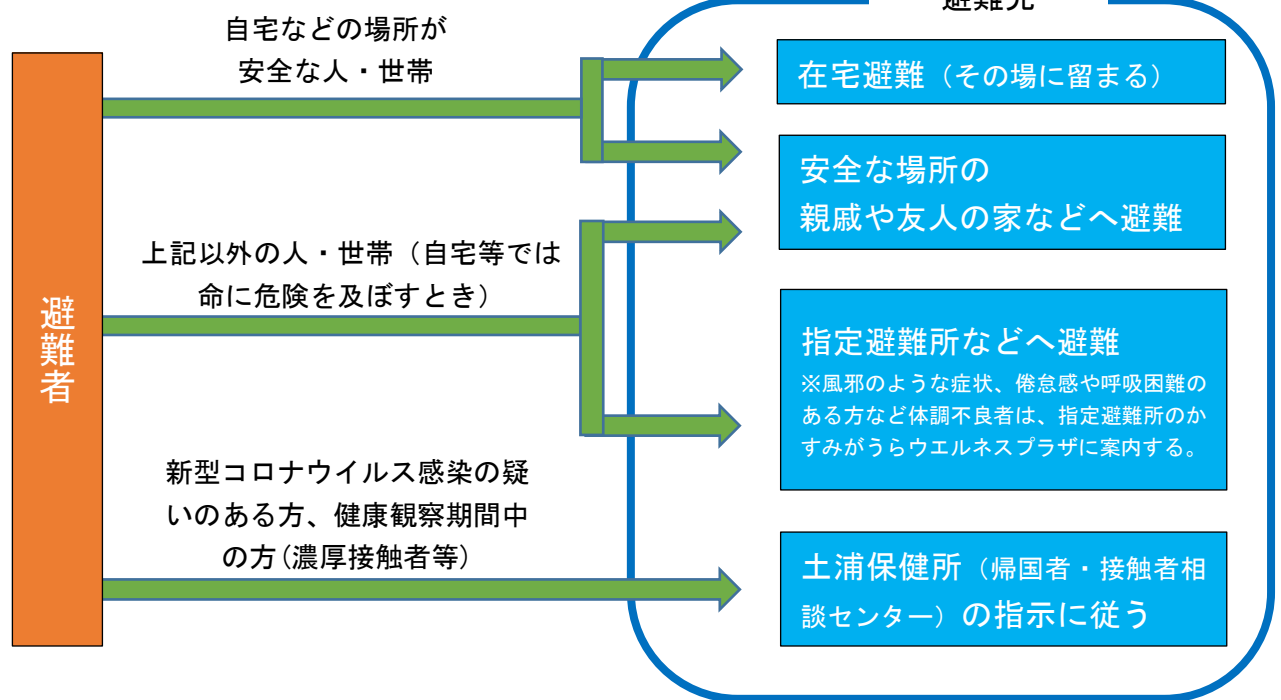 避難先
自宅などの場所が
安全な人・世帯
在宅避難（その場に留まる）
安全な場所の
親戚や友人の家などへ避難
上記以外の人・世帯（自宅等では
命に危険を及ぼすとき）
避難者
指定避難所などへ避難
※風邪のような症状、倦怠感や呼吸困難の
ある方など体調不良者は、指定避難所のか
すみがうらウエルネスプラザに案内する。
新型コロナウイルス感染の疑
いのある方、健康観察期間中
の方(濃厚接触者等)
土浦保健所（帰国者・接触者相
談センター）の指示に従う